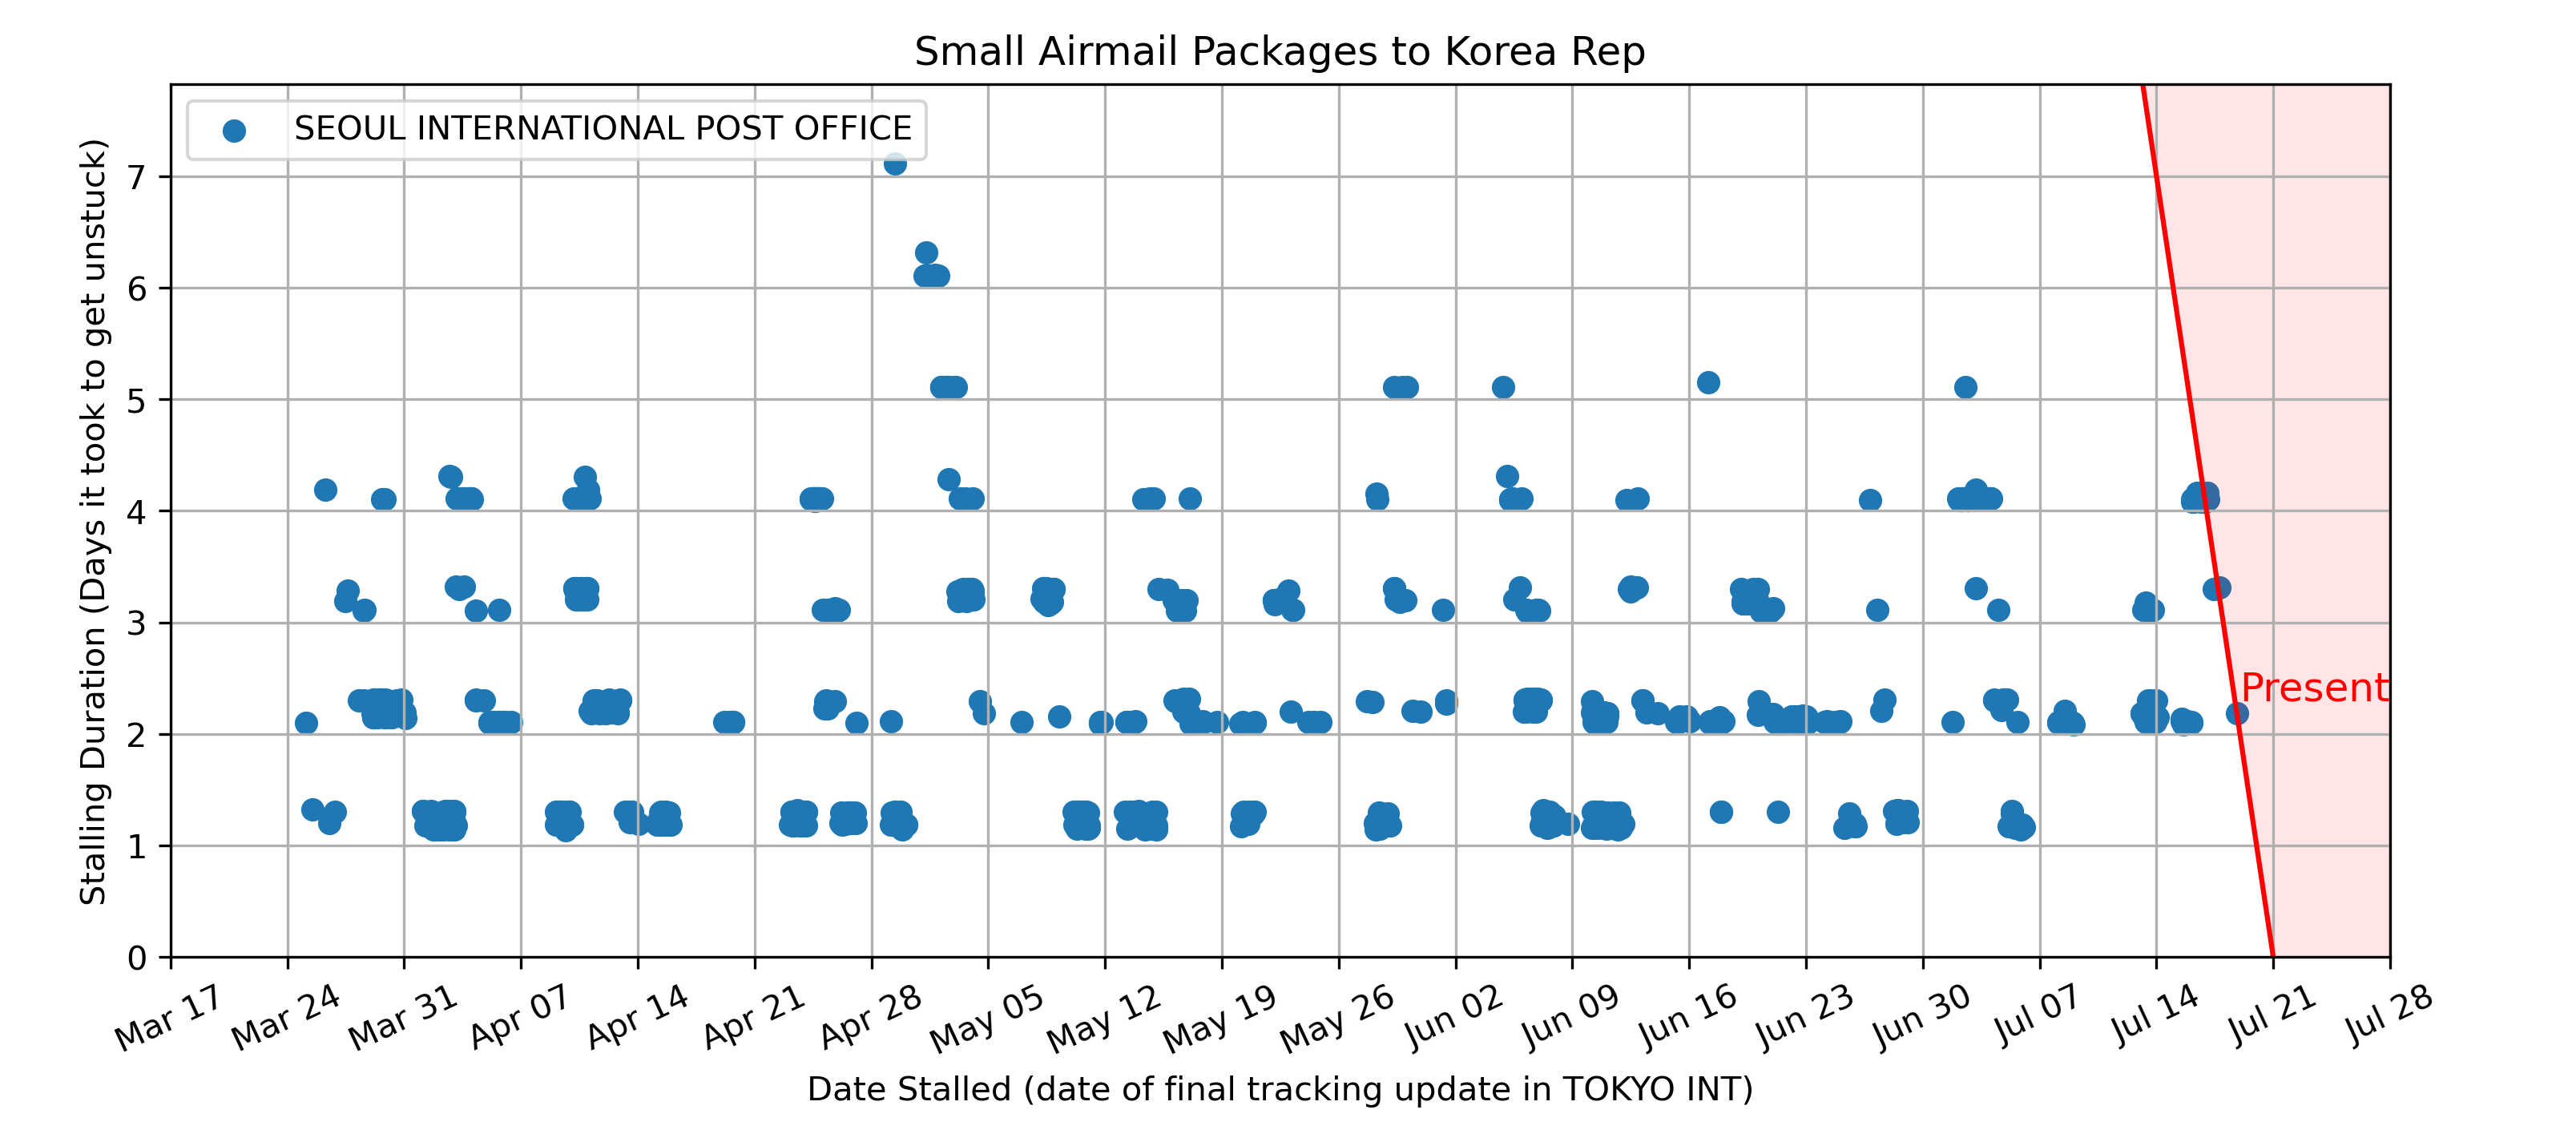 Small Airmail Packages to Korea Rep
SEOUL INTERNATIONAL POST OFFICE
Stalling Duration (Days it took to get unstuck)
7
6
5
4
3
2
1
0
Present
Mar 17 Mar 24 Mar 31 Apr 07 Apr 14 Apr 21 Apr 28 May 05 May 12 May 19 May 26 Jun 02 Jun 09 Jun 16 Jun 23 Jun 30 Jul 07 Jul 14 Jul 21 Jul 28
Date Stalled (date of final tracking update in TOKYO INT)